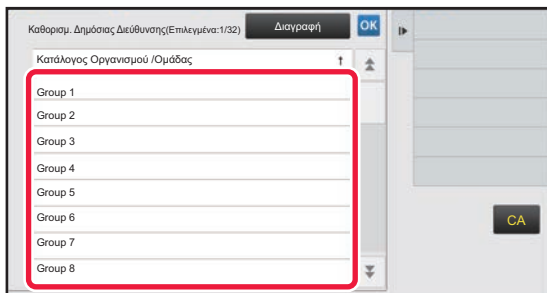 Καθορισμ. Δημόσιας Διεύθυνσης(Επιλεγμένα:1/32)
Διαγραφή
OK
Κατάλογος Οργανισμού /Ομάδας
Group 1
Group 2
Group 3
Group 4
Group 5
Group 6
Group 7
Group 8
CA